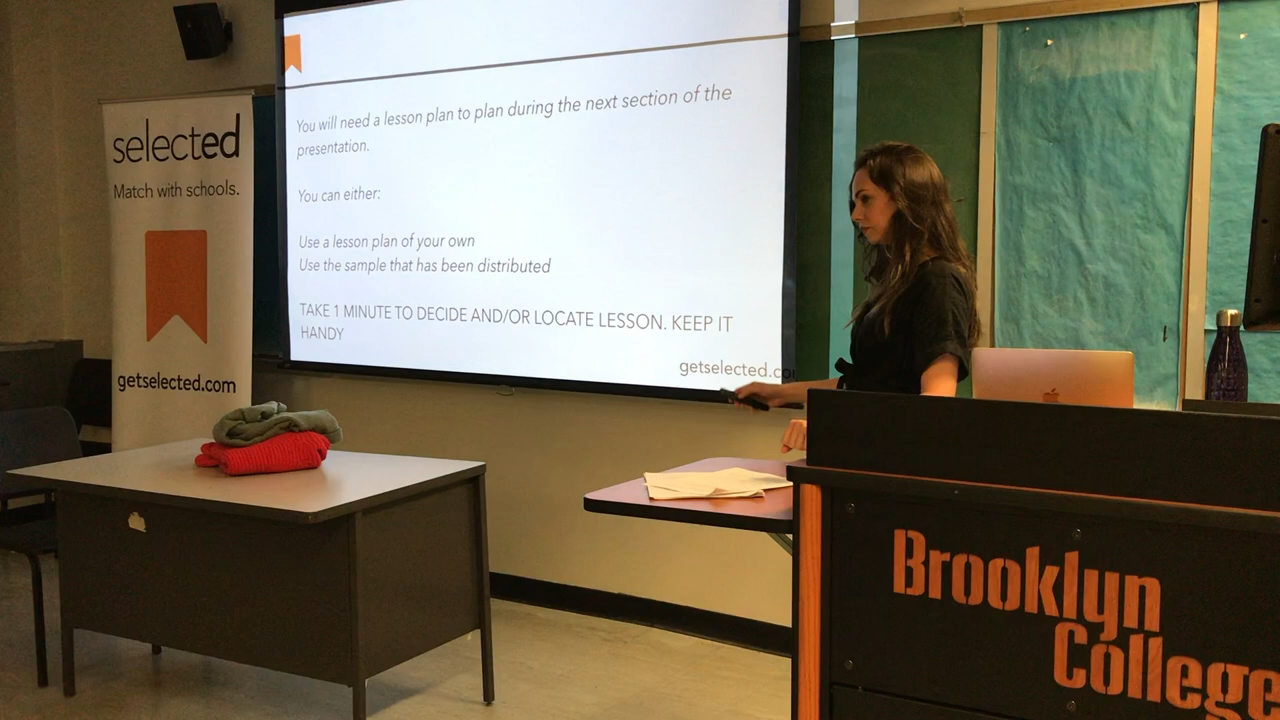 selected
Match with schools.
getselected.com
You will need a lesson plan to plan during the next section of the
presentation.
You can either:
Use a lesson plan of your own
Use the sample that has been distributed
TAKE 1 MINUTE TO DECIDE AND/OR LOCATE LESSON. KEEP IT
HANDY
getselected.com
Brooklyn
College